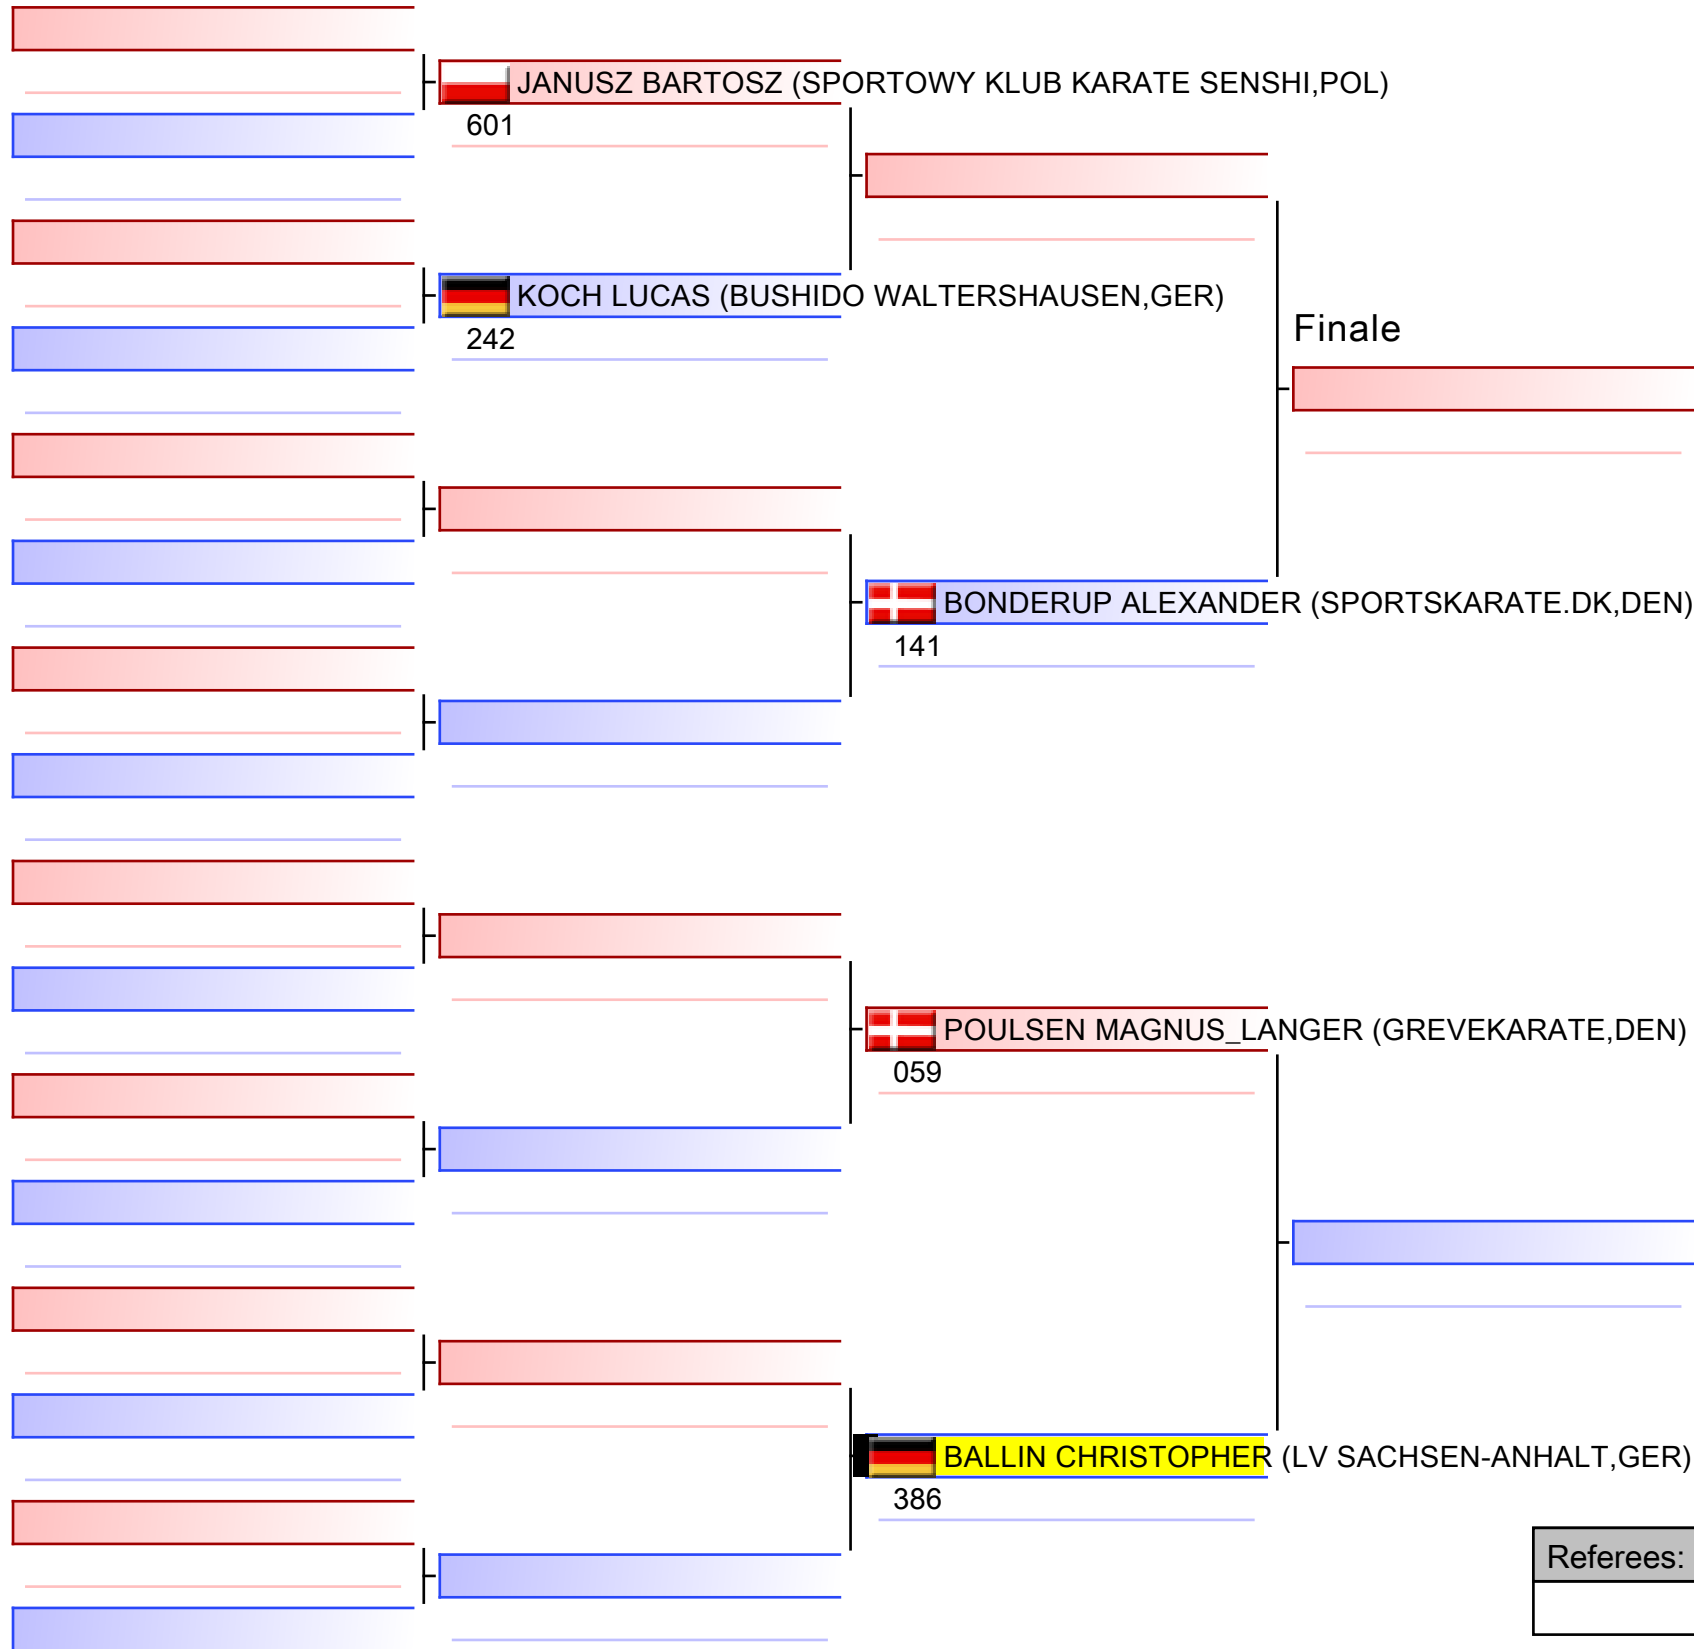 JANUSZ BARTOSZ (SPORTOWY KLUB KARATE SENSHI,POL)
601
KOCH LUCAS (BUSHIDO WALTERSHAUSEN,GER)
242
Finale
BONDERUP ALEXANDER (SPORTSKARATE.DK,DEN)
141
POULSEN MAGNUS_LANGER (GREVEKARATE,DEN)
059
BALLIN CHRISTOPHER (LV SACHSEN-ANHALT,GER)
386
Referees: